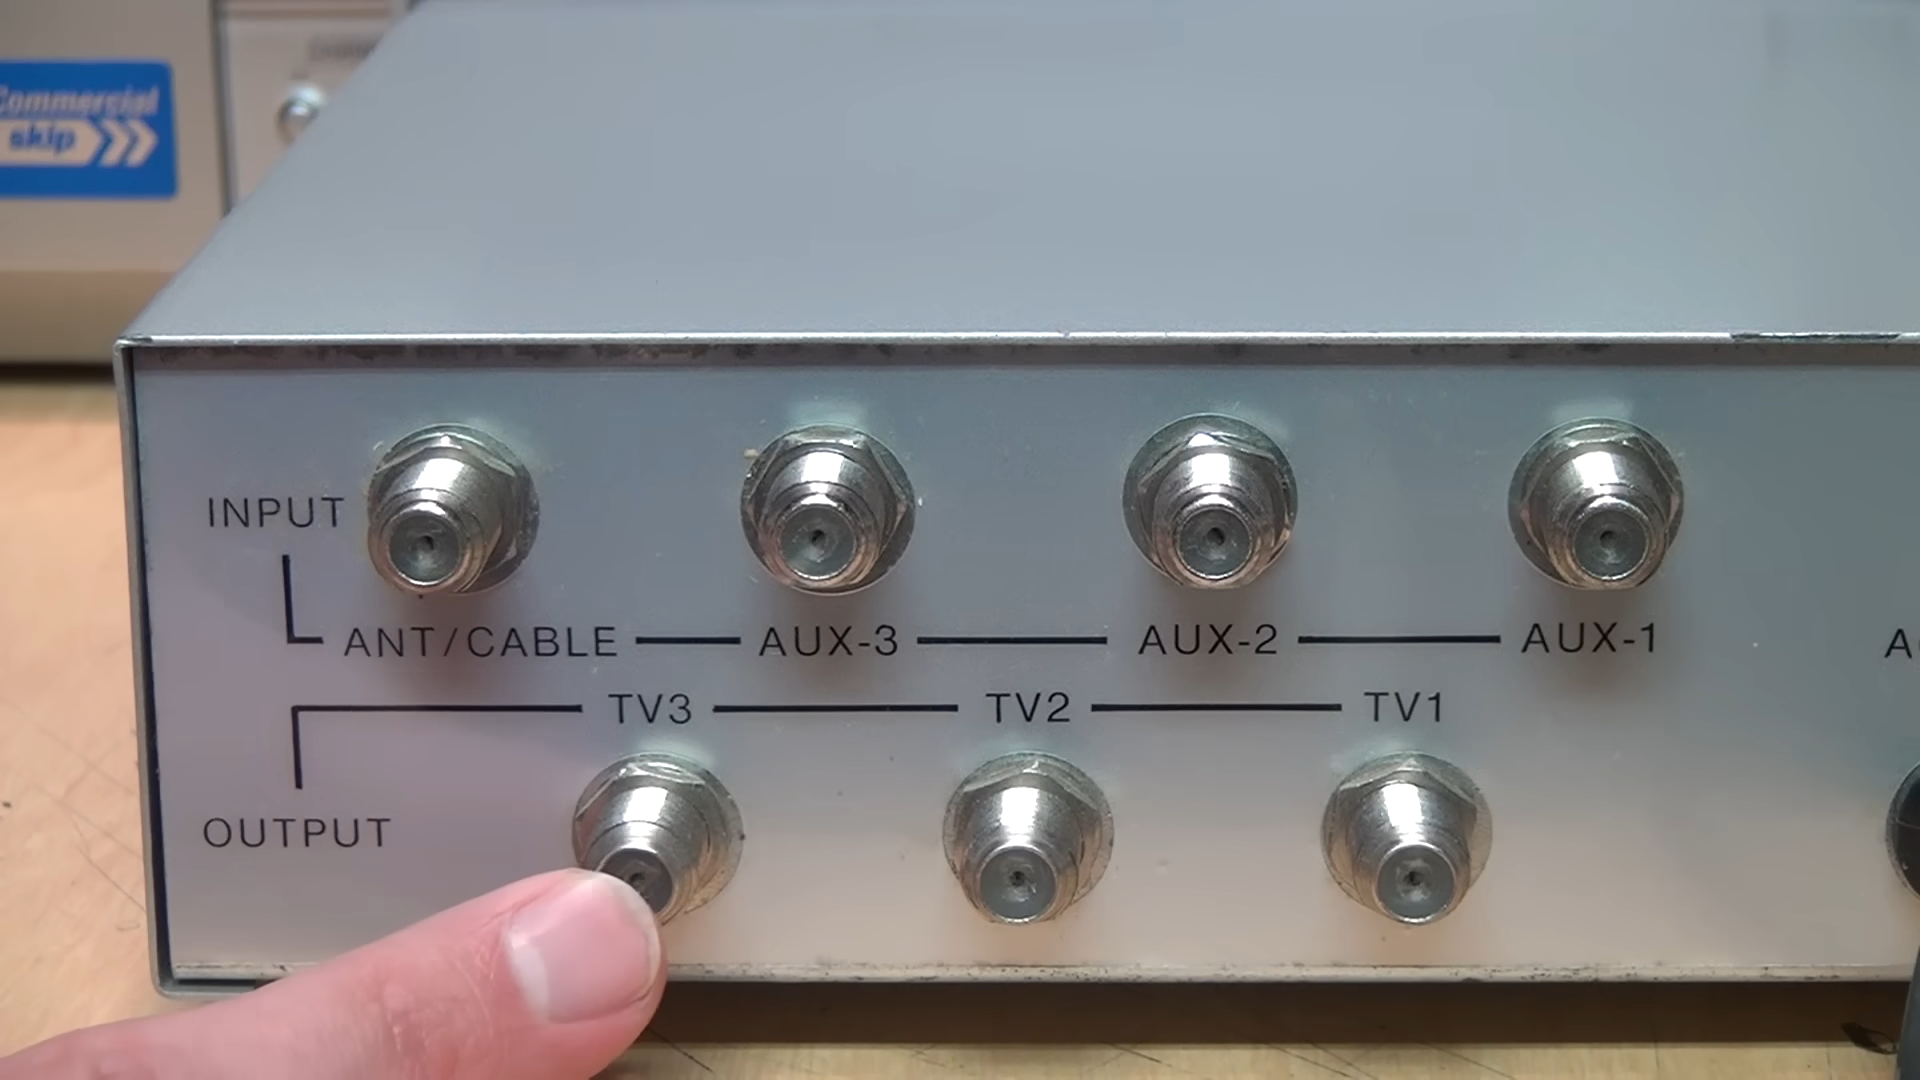 Commercial
skip
INPUT
ANT/CABLE AUX-3 AUX-2 AUX-1
TV3 TV2 TV1
OUTPUT